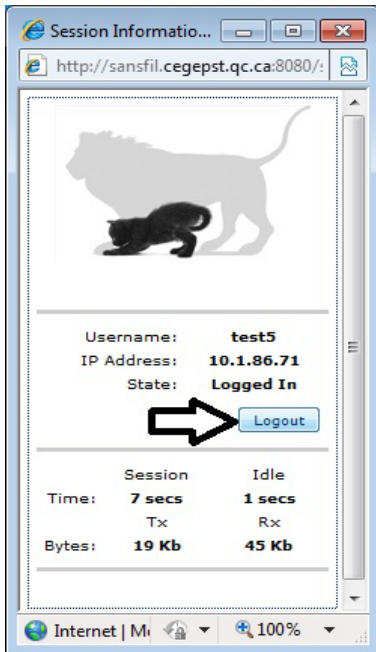 Session Informatio...
http://sansfil.cegepst.qc.ca:8080/
Username: test5
IP Address: 10.1.86.71
State: Logged In
Logout
Session Idle
Time: 7 secs 1 secs
Tx Rx
Bytes: 19 Kb 45 Kb
Internet | M
100%